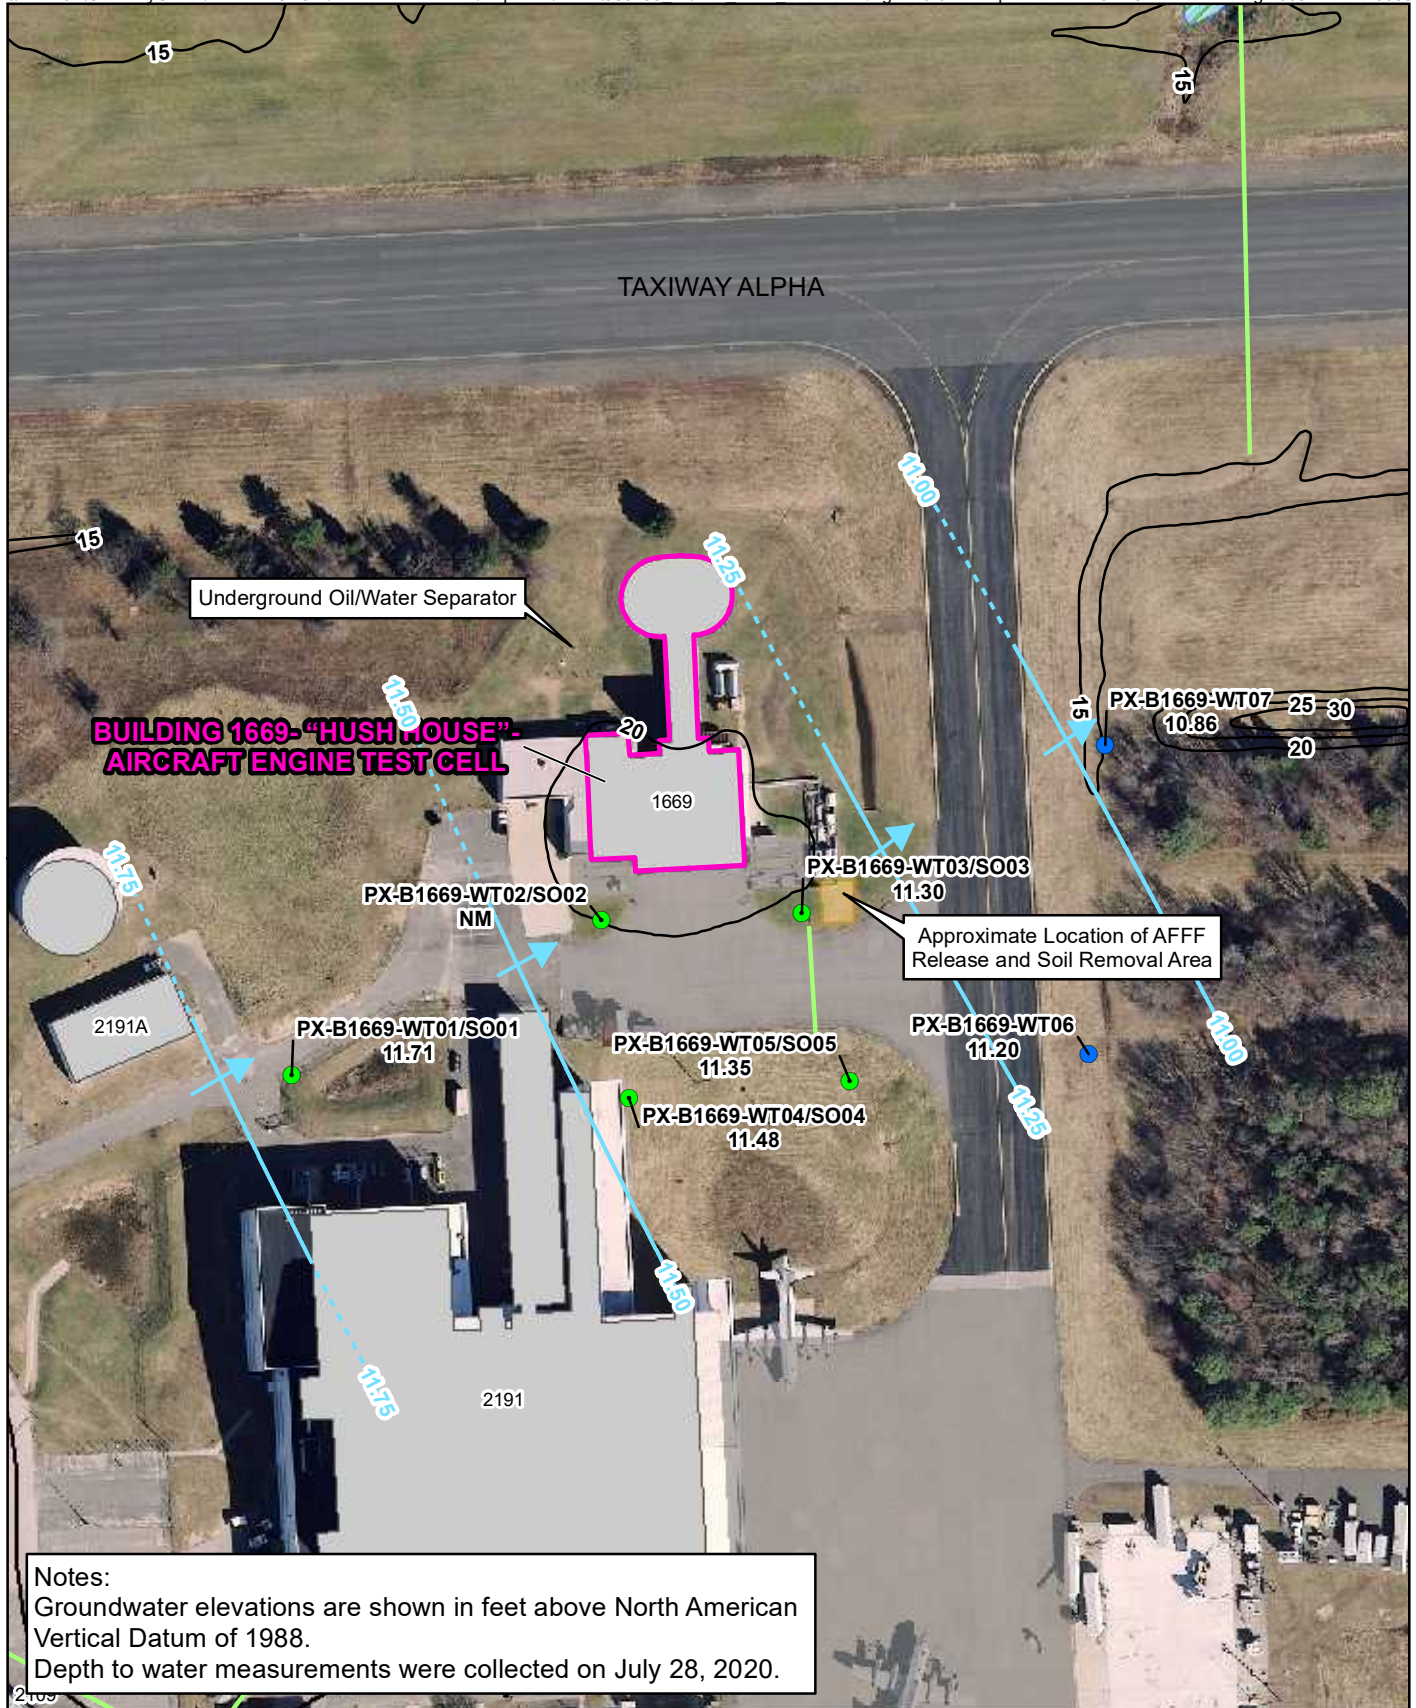 15
15
TAXIWAY ALPHA
11.00
15
11.25
Underground Oil/Water Separator
11.50
15
PX-B1669-WT07
10.86
25
30
20
20
BUILDING 1669- “HUSH HOUSE”-
AIRCRAFT ENGINE TEST CELL
1669
11.75
PX-B1669-WT02/SO02
NM
PX-B1669-WT03/SO03
11.30
Approximate Location of AFFF
Release and Soil Removal Area
2191A
PX-B1669-WT01/SO01
11.71
PX-B1669-WT05/SO05
11.35
PX-B1669-WT06
11.20
11.00
PX-B1669-WT04/SO04
11.48
11.25
11.50
11.75
2191
Notes:
Groundwater elevations are shown in feet above North American
Vertical Datum of 1988.
Depth to water measurements were collected on July 28, 2020.